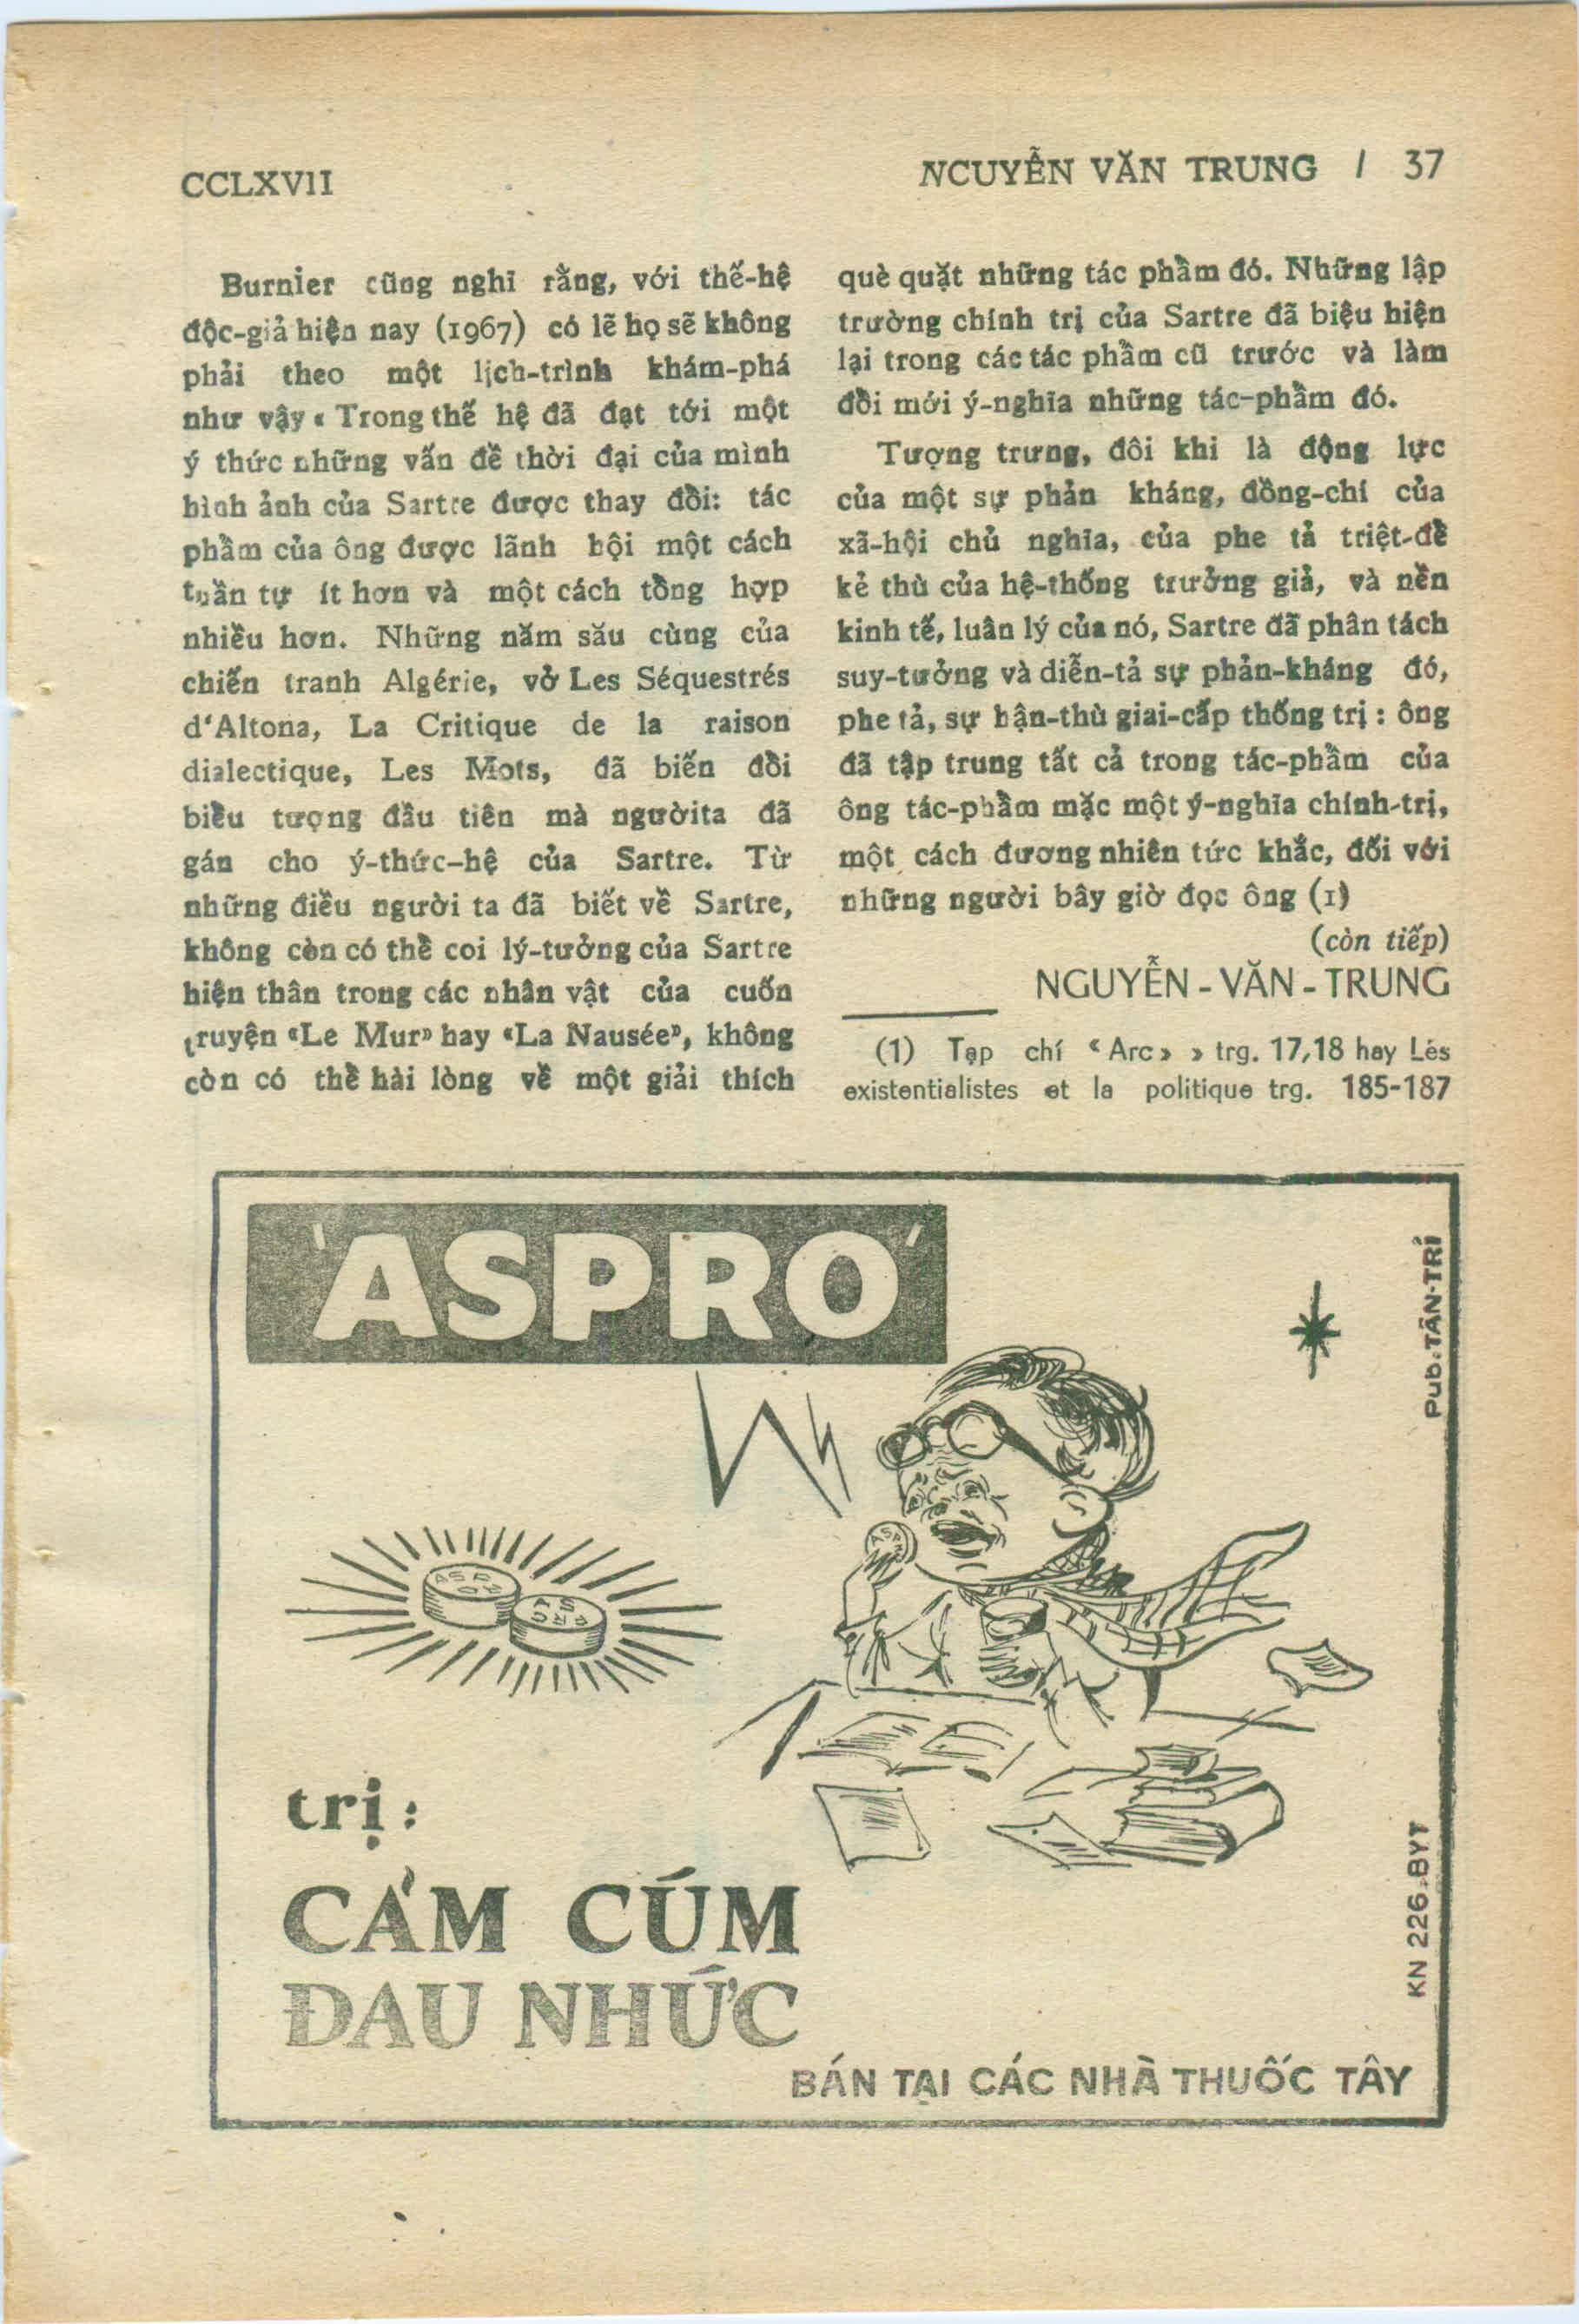 CCLXVII
NCUYỄN VĂN TRUNG / 37
Burnier cũng nghĩ rằng, với thế-hệ
độc-giả hiện nay (1967) có lẽ họ sẽ không
phải theo một lịch-trình khám-phá
như vậy « Trong thế hệ đã đạt tới một
ý thức những vấn đề thời đại của mình
hình ảnh của Sartre được thay đổi: tác
phẩm của ông được lãnh hội một cách
tuần tự ít hơn và một cách tổng hợp
nhiều hơn. Những năm său cùng của
chiến tranh Algérie, vở Les Séquestrés
d'Altona, La Critique de la raison
dialectique, Les Mots, đã biến đổi
biểu tượng đầu tiên mà ngườita đã
gán cho ý-thức-hệ của Sartre. Từ
những điều người ta đã biết về Sartre,
không còn có thể coi lý-tưởng của Sartre
hiện thân trong các nhân vật của cuốn
truyện «Le Mur» hay «La Nausée», không
còn có thể hài lòng về một giải thích
què quặt những tác phẩm đó. Những lập
trường chính trị của Sartre đã biệu hiện
lại trong các tác phẩm cũ trước và làm
đổi mới ý-nghĩa những tác-phẩm đó.
Tượng trưng, đôi khi là động lực
của một sự phản kháng, đồng-chí của
xã-hội chủ nghĩa, của phe tả triệt-để
kẻ thù của hệ-thống trưởng giả, và nền
kinh tế, luân lý của nó, Sartre đã phân tách
suy-tưởng và diễn-tả sự phản-kháng đó,
phe tả, sự hận-thù giai-cấp thống trị : ông
đã tập trung tất cả trong tác-phẩm của
ông tác-phẩm mặc một ý-nghĩa chính-trị,
một cách đương nhiên tức khắc, đối với
những người bây giờ đọc ông (1)
(còn tiếp)
NGUYỄN - VĂN - TRUNG
(1) Tạp chí « Arc » » trg. 17,18 hay Lés
existentialistes et la politique trg. 185-187
'ASPRO'
Pub. TÂN-TRÍ
ASPRO
trị :
CẢM CÚM
ĐAU NHỨC
KN 226.BYT
BÁN TẠI CÁC NHÀ THUỐC TÂY